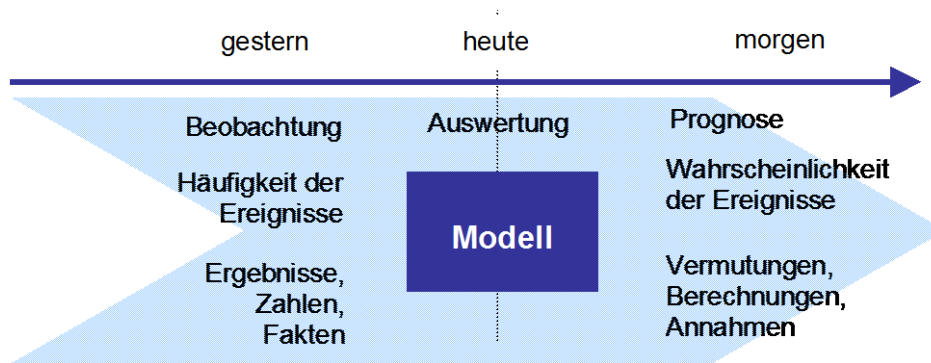 gestern
heute
morgen
Beobachtung
Auswertung
Prognose
Häufigkeit der
Ereignisse
Modell
Wahrscheinlichkeit
der Ereignisse
Ergebnisse,
Zahlen,
Fakten
Vermutungen,
Berechnungen,
Annahmen